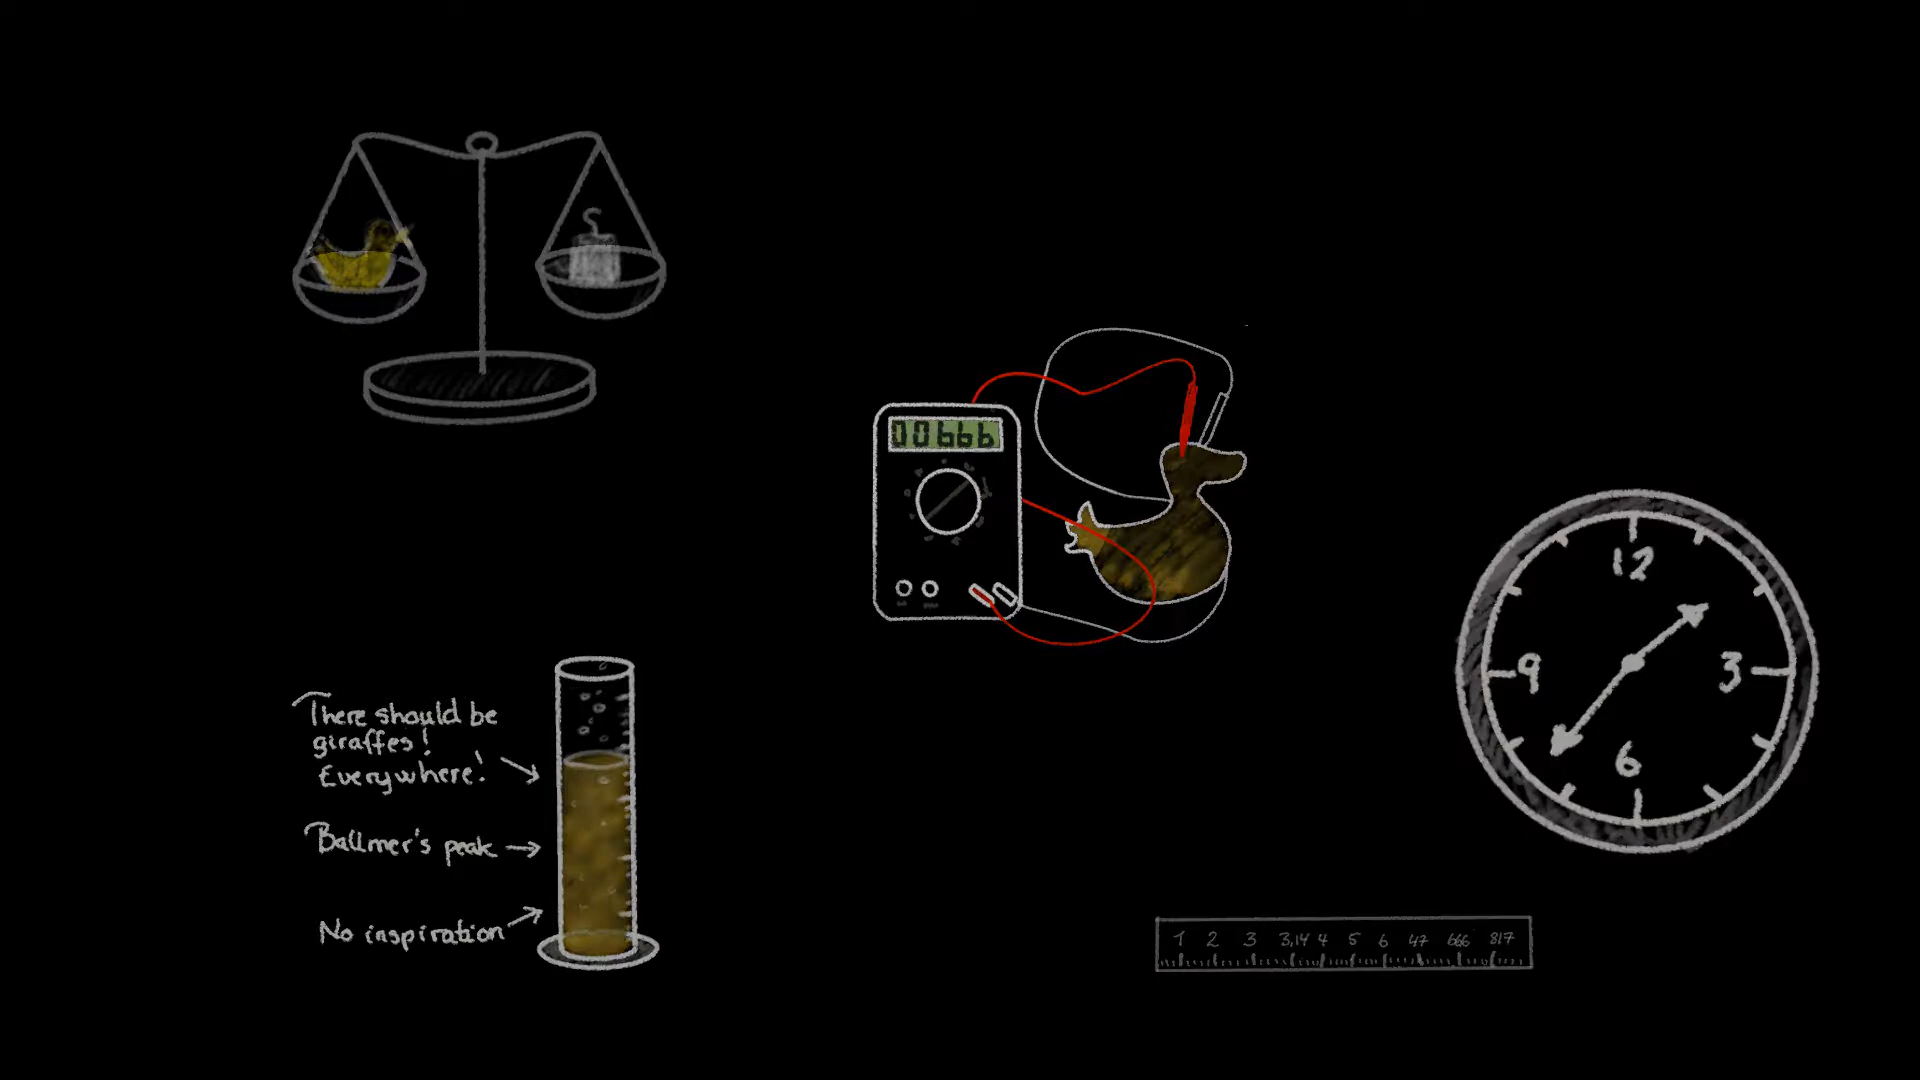 00666
12
3
9
6
There should be
giraffes!
Everywhere!
Ballmer's peak
No inspiration
1 2 3 3,14 4 5 6 47 666 817